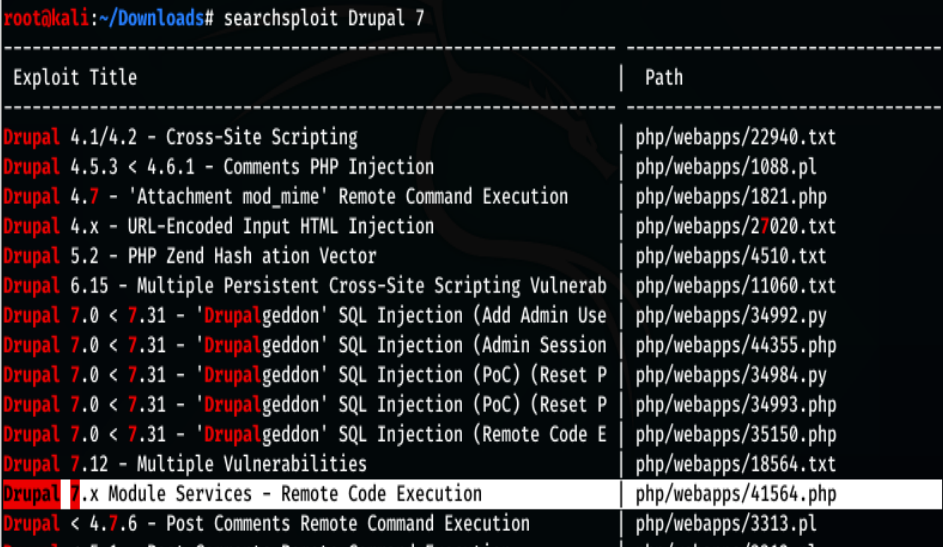 root@kali:~/Downloads# searchsploit Drupal 7
Exploit Title | Path
Drupal 4.1/4.2 - Cross-Site Scripting | php/webapps/22940.txt
Drupal 4.5.3 < 4.6.1 - Comments PHP Injection | php/webapps/1088.pl
Drupal 4.7 - 'Attachment mod_mime' Remote Command Execution | php/webapps/1821.php
Drupal 4.x - URL-Encoded Input HTML Injection | php/webapps/27020.txt
Drupal 5.2 - PHP Zend Hash ation Vector | php/webapps/4510.txt
Drupal 6.15 - Multiple Persistent Cross-Site Scripting Vulnerab | php/webapps/11060.txt
Drupal 7.0 < 7.31 - 'Drupalgeddon' SQL Injection (Add Admin Use | php/webapps/34992.py
Drupal 7.0 < 7.31 - 'Drupalgeddon' SQL Injection (Admin Session | php/webapps/44355.php
Drupal 7.0 < 7.31 - 'Drupalgeddon' SQL Injection (PoC) (Reset P | php/webapps/34984.py
Drupal 7.0 < 7.31 - 'Drupalgeddon' SQL Injection (PoC) (Reset P | php/webapps/34993.php
Drupal 7.0 < 7.31 - 'Drupalgeddon' SQL Injection (Remote Code E | php/webapps/35150.php
Drupal 7.12 - Multiple Vulnerabilities | php/webapps/18564.txt
Drupal 7.x Module Services - Remote Code Execution | php/webapps/41564.php
Drupal < 4.7.6 - Post Comments Remote Command Execution | php/webapps/3313.pl